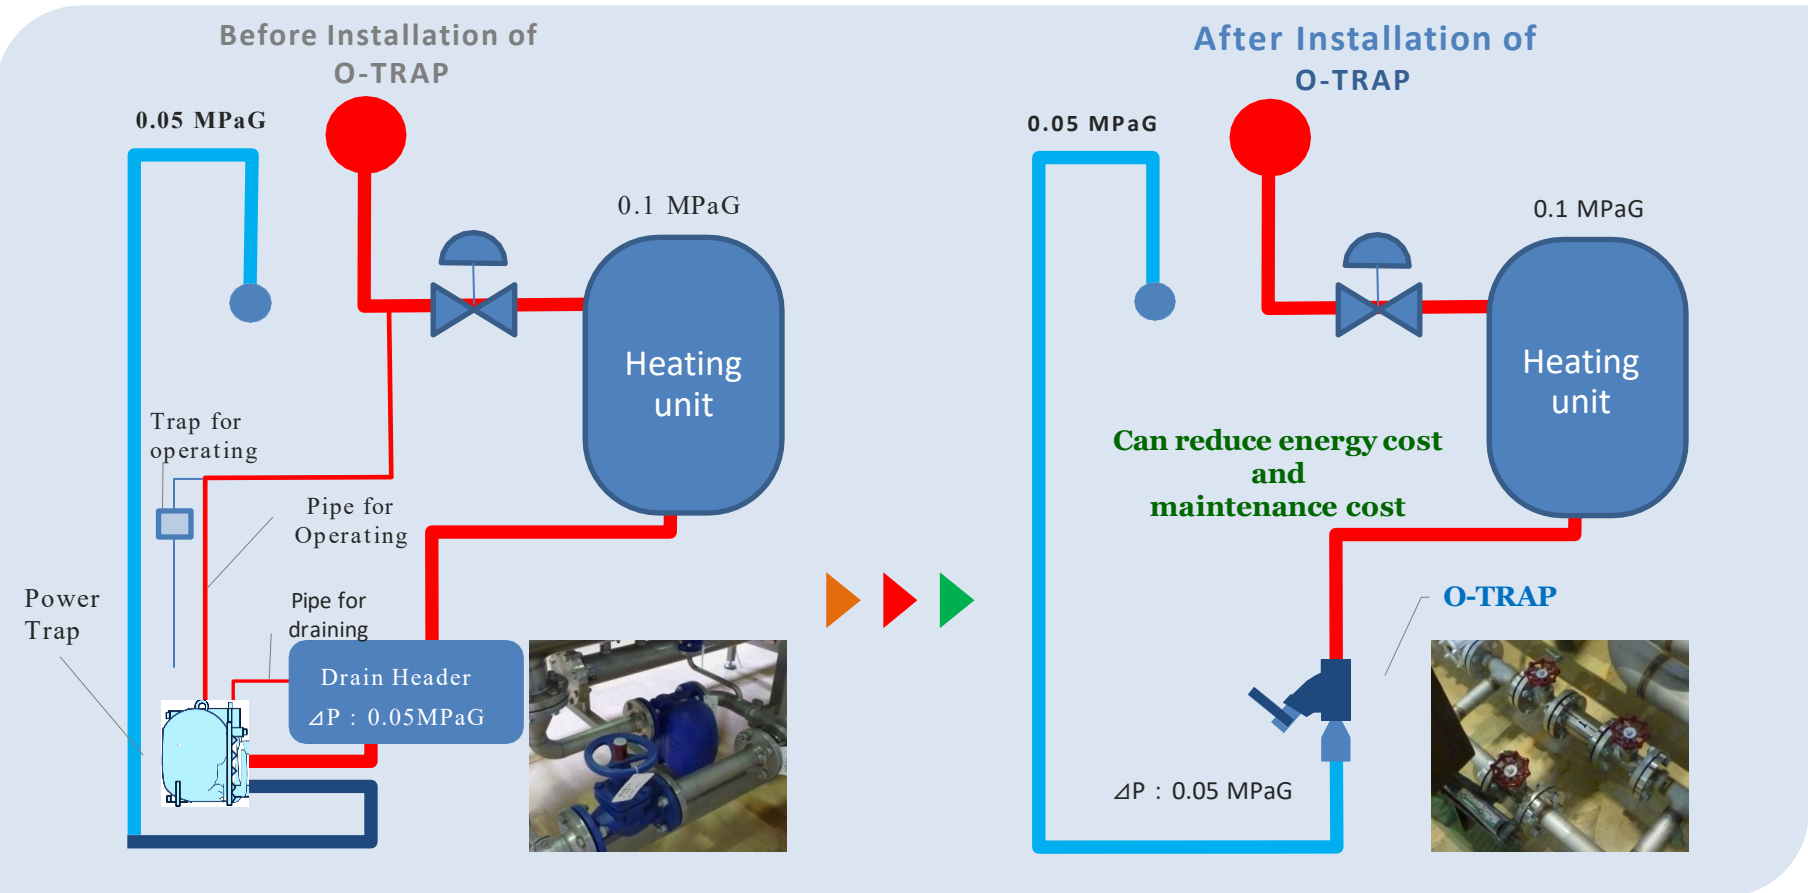 Before Installation of
O-TRAP
0.05 MPaG
0.1 MPaG
Heating
unit
Trap for
operating
Pipe for
Operating
Power
Trap
Pipe for
draining
Drain Header
⊿P : 0.05MPaG
After Installation of
O-TRAP
0.05 MPaG
0.1 MPaG
Heating
unit
Can reduce energy cost
and
maintenance cost
O-TRAP
⊿P : 0.05 MPaG